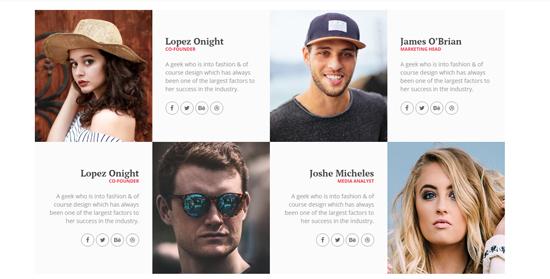 Lopez Onight
CO-FOUNDER
A geek who is into fashion & of
course design which has always
been one of the largest factors to
her success in the industry.
Bē
James O'Brian
MARKETING HEAD
A geek who is into fashion & of
course design which has always
been one of the largest factors to
her success in the industry.
Bē
Lopez Onight
CO-FOUNDER
A geek who is into fashion & of
course design which has always
been one of the largest factors to
her success in the industry.
Bē
Joshe Micheles
MEDIA ANALYST
A geek who is into fashion & of
course design which has always
been one of the largest factors to
her success in the industry.
Bē